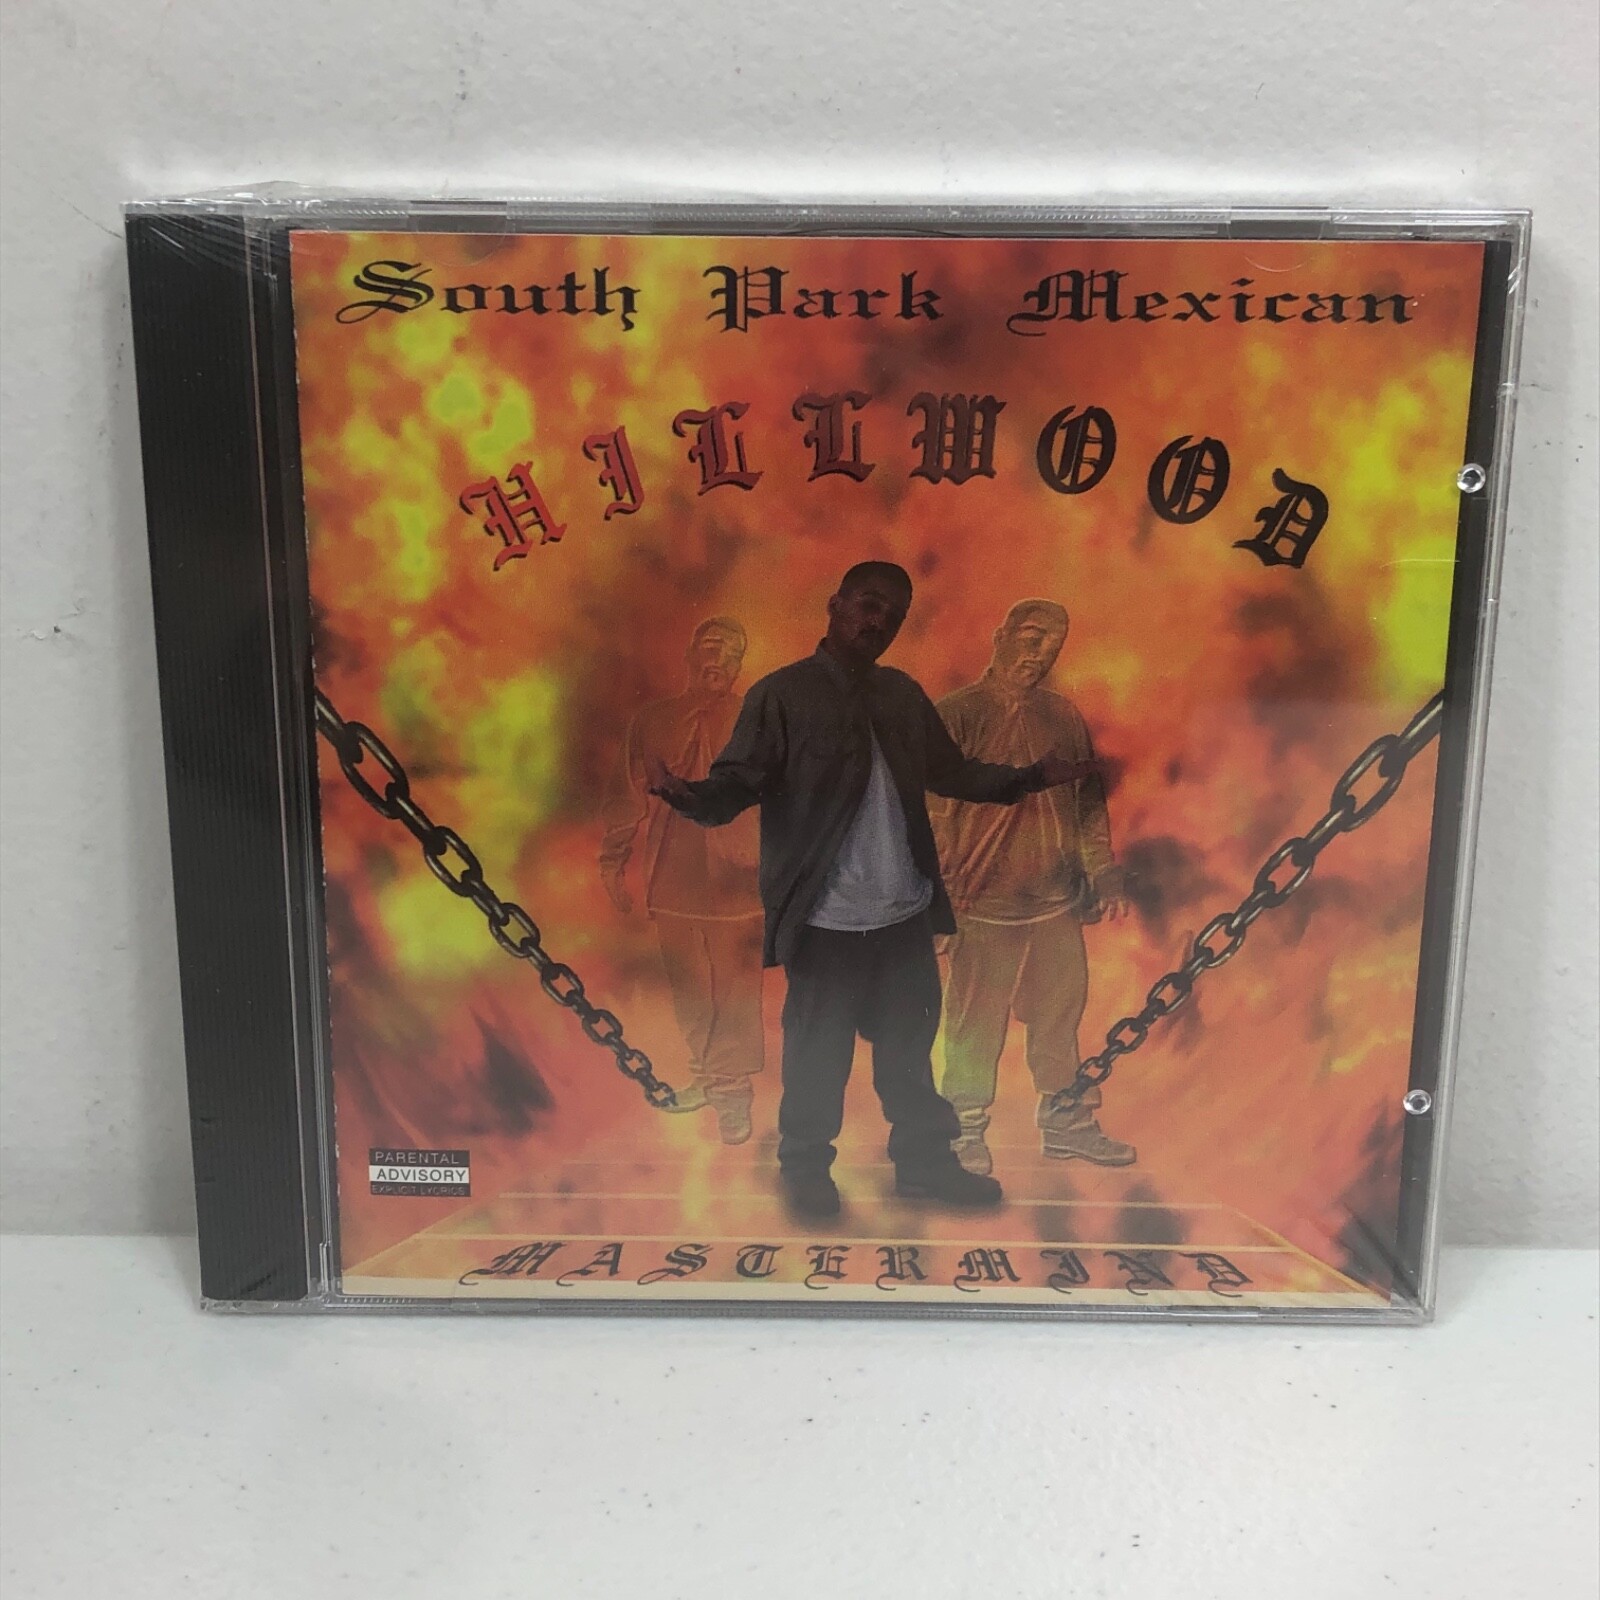 South Park Mexican
HILLWOOD
PARENTAL
ADVISORY
EXPLICIT LYRICS
MASTERMIND